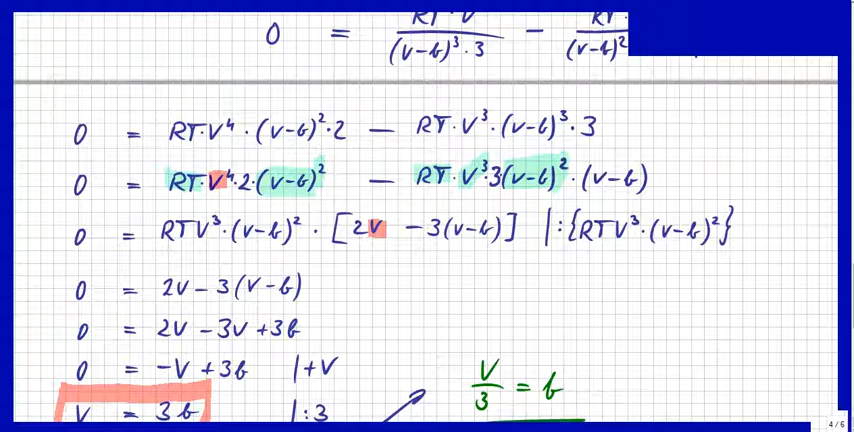 0 = RT·V / (V-b)³·3 - RT· / (V-b)²
0 = RT·V⁴·(V-b)²·2 — RT·V³·(V-b)³·3
0 = RT·V⁴·2·(V-b)² — RT·V³·3(V-b)²·(V-b)
0 = RTV³·(V-b)²·[2V - 3(V-b)] |:{RTV³·(V-b)²}
0 = 2V - 3(V-b)
0 = 2V - 3V + 3b
0 = -V + 3b |+V
V/3 = b
V = 3b |:3
4 / 6